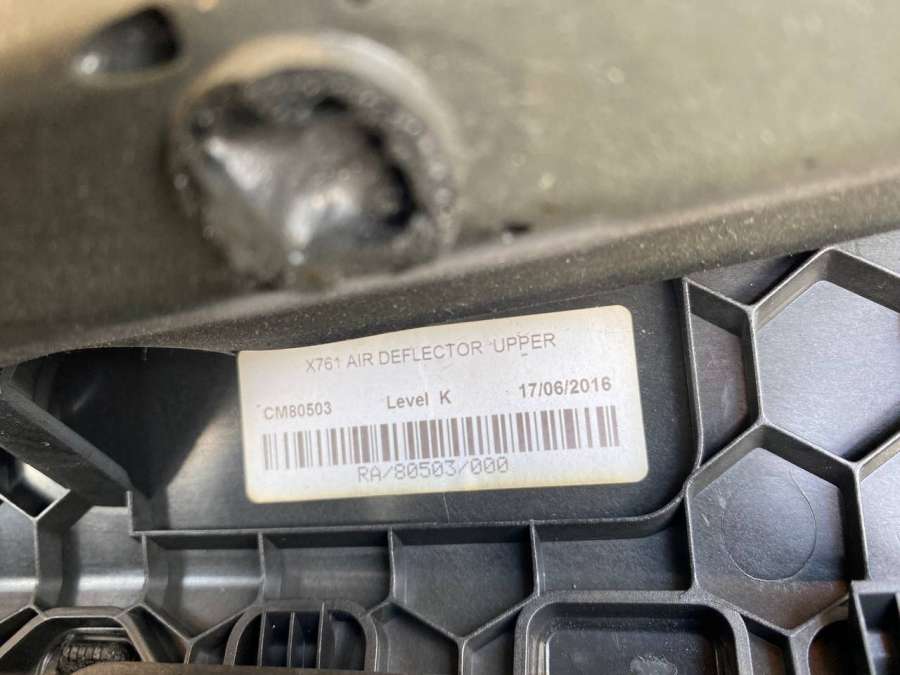 X761 AIR DEFLECTOR UPPER
CM80503 Level K 17/06/2016
RA/80503/000